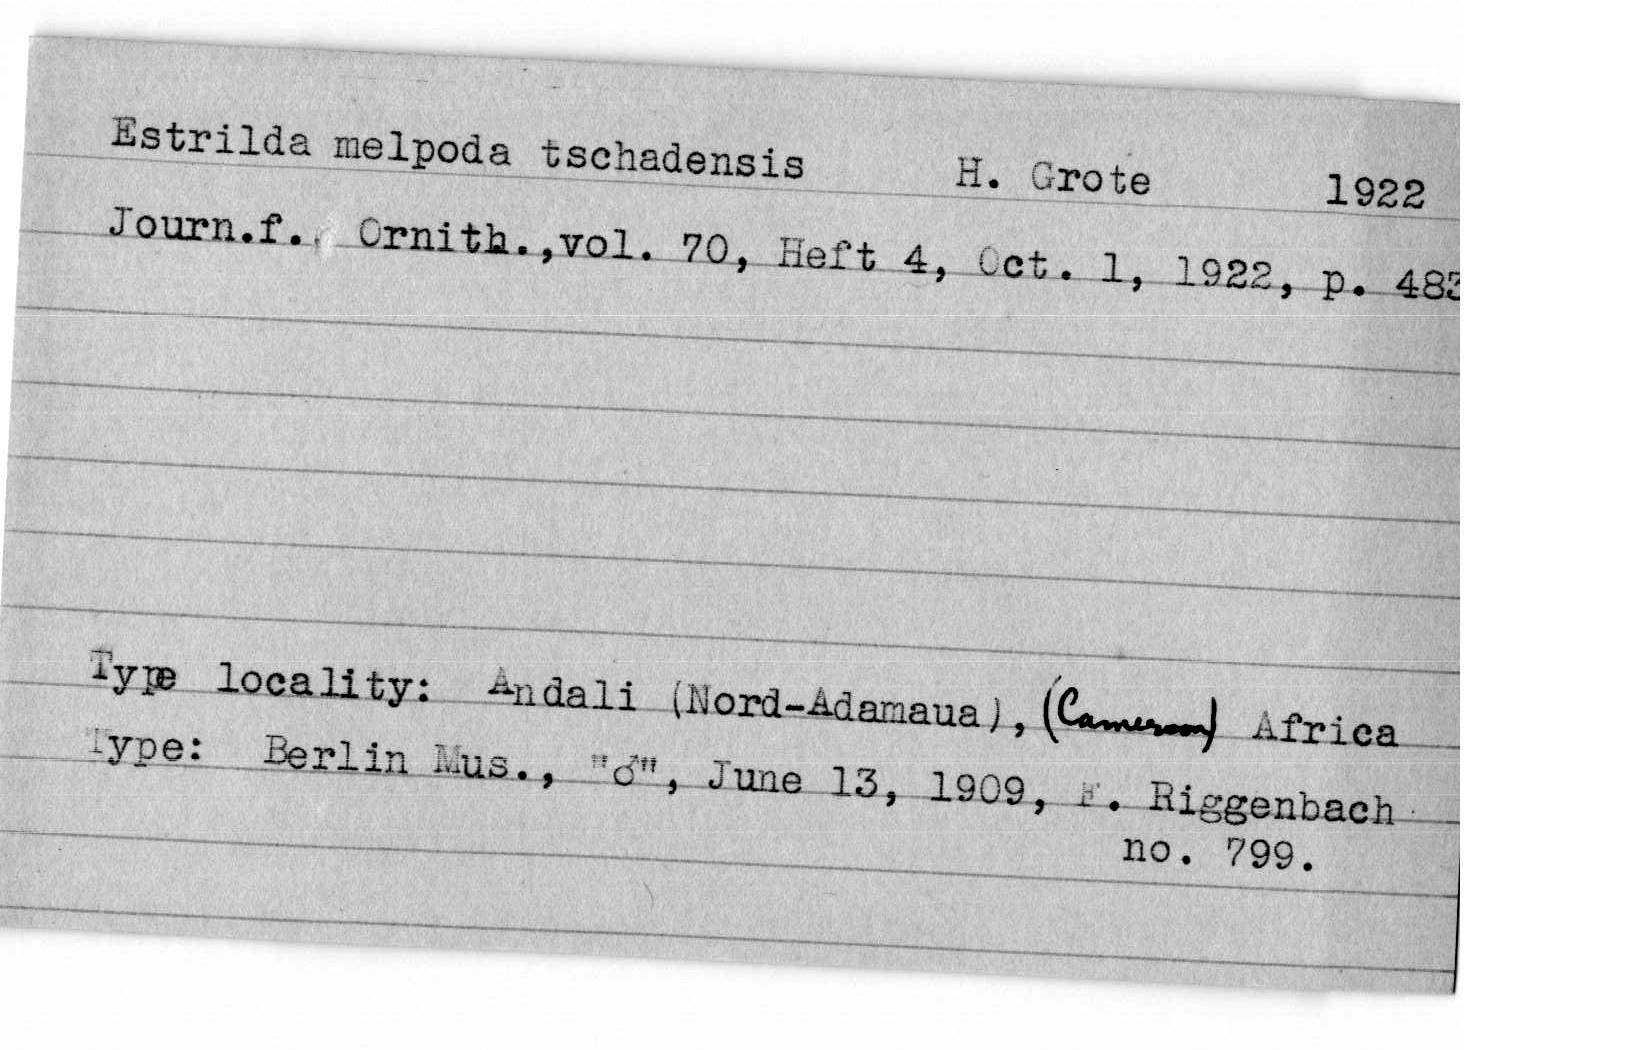 Estrilda melpoda tschadensis H. Grote 1922
Journ.f. Ornith.,vol. 70, Heft 4, Oct. 1, 1922, p. 483
Type locality: Andali (Nord-Adamaua), (Cameroon) Africa
Type: Berlin Mus., "♂", June 13, 1909, F. Riggenbach
no. 799.